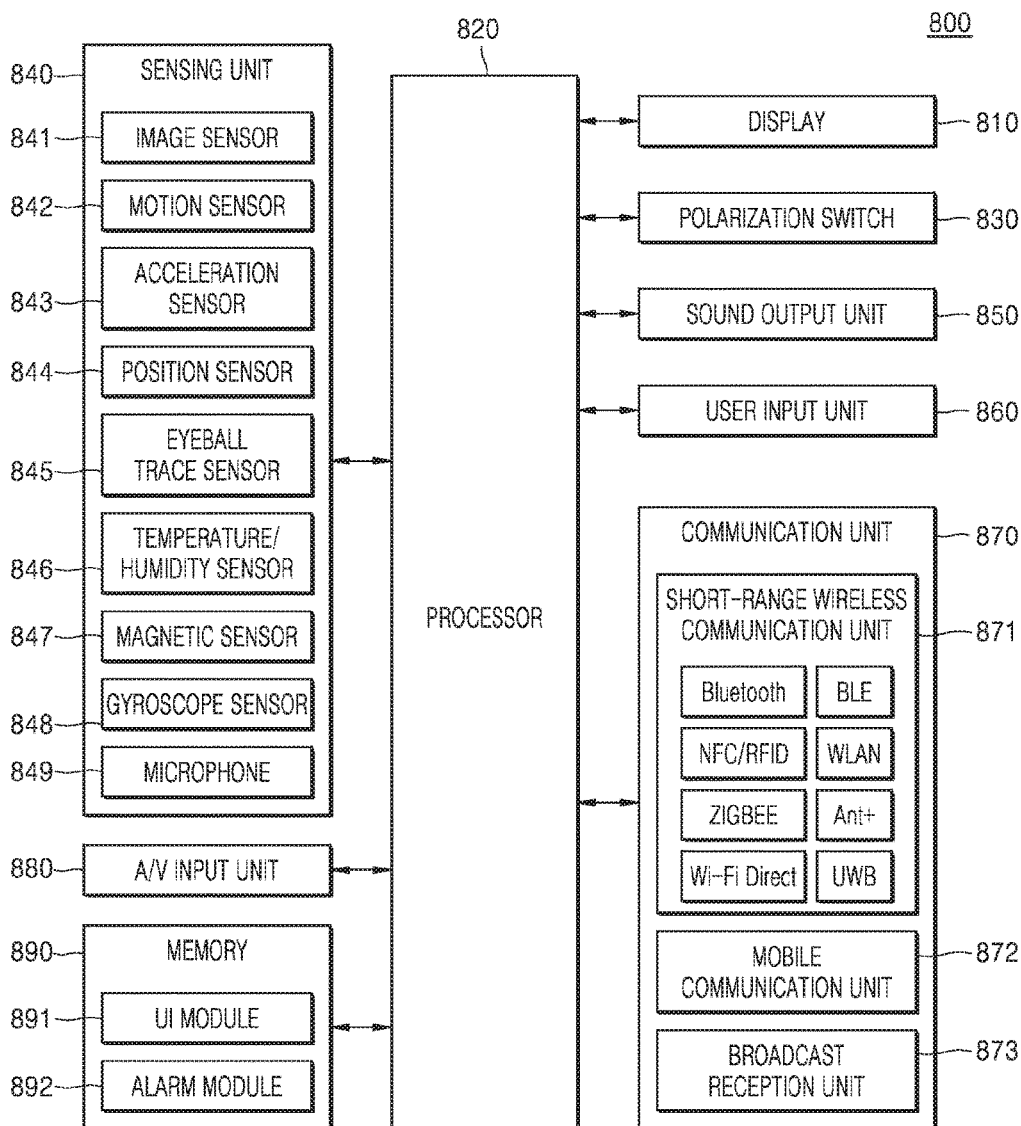 800
820
840
SENSING UNIT
841
IMAGE SENSOR
842
MOTION SENSOR
843
ACCELERATION
SENSOR
844
POSITION SENSOR
845
EYEBALL
TRACE SENSOR
846
TEMPERATURE/
HUMIDITY SENSOR
847
MAGNETIC SENSOR
848
GYROSCOPE SENSOR
849
MICROPHONE
880
A/V INPUT UNIT
890
MEMORY
891
UI MODULE
892
ALARM MODULE
PROCESSOR
DISPLAY
810
POLARIZATION SWITCH
830
SOUND OUTPUT UNIT
850
USER INPUT UNIT
860
COMMUNICATION UNIT
870
SHORT-RANGE WIRELESS
COMMUNICATION UNIT
871
Bluetooth
BLE
NFC/RFID
WLAN
ZIGBEE
Ant+
Wi-Fi Direct
UWB
MOBILE
COMMUNICATION UNIT
872
BROADCAST
RECEPTION UNIT
873